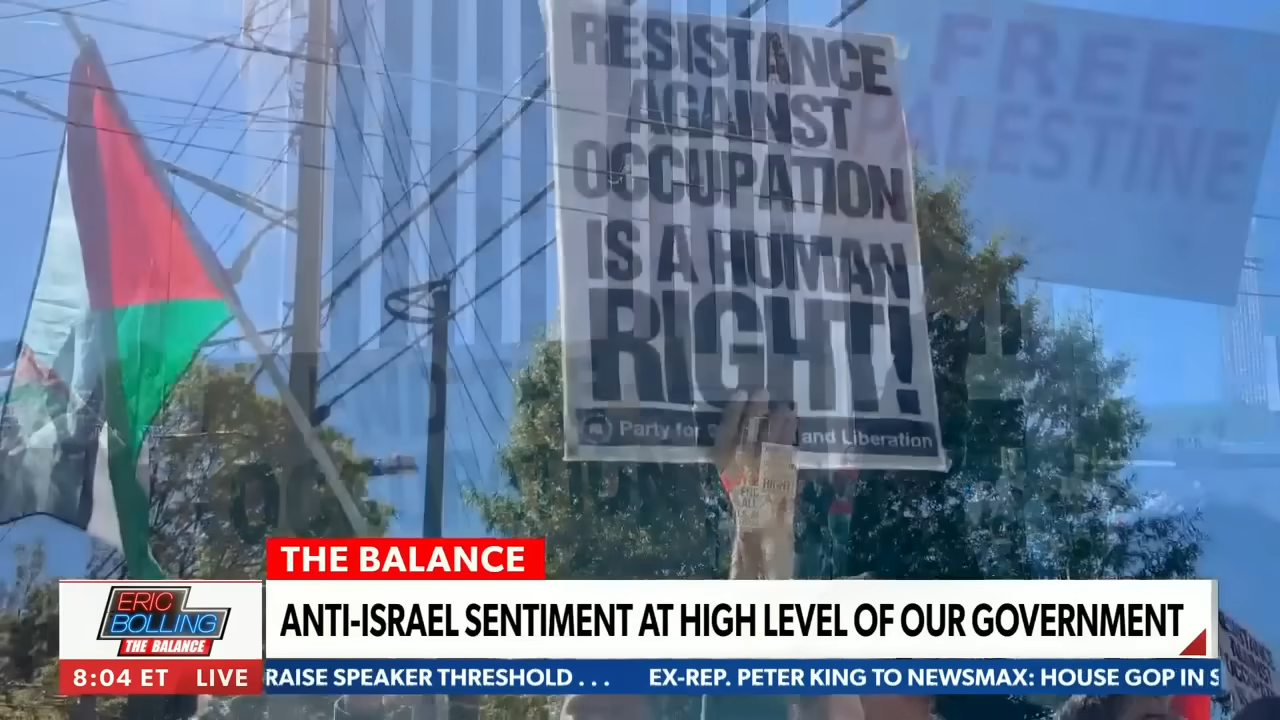 RESISTANCE
AGAINST
OCCUPATION
IS A HUMAN
RIGHT!
Party for
and Liberation
FREE
PALESTINE
THE BALANCE
ERIC
BOLLING
THE BALANCE
ANTI-ISRAEL SENTIMENT AT HIGH LEVEL OF OUR GOVERNMENT
8:04 ET LIVE
RAISE SPEAKER THRESHOLD . . . EX-REP. PETER KING TO NEWSMAX: HOUSE GOP IN S